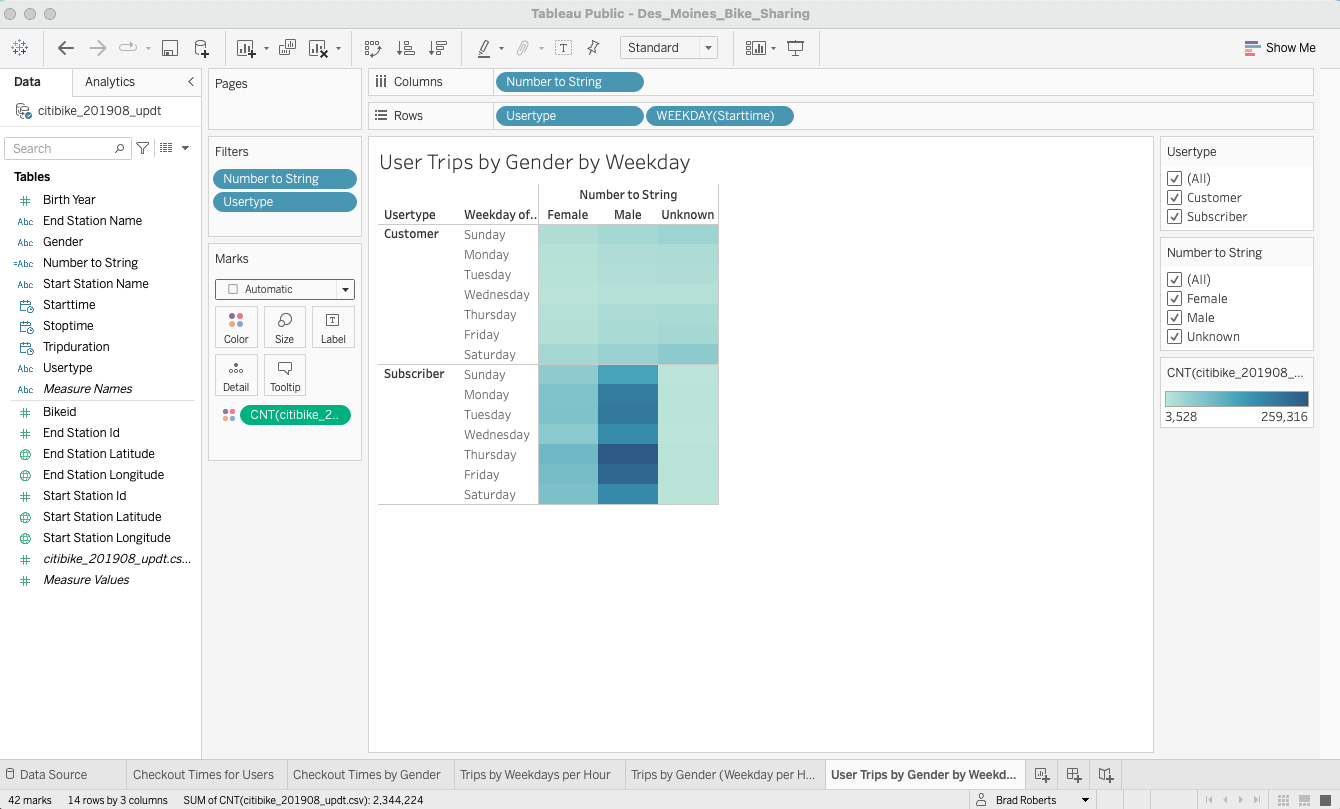 Tableau Public - Des_Moines_Bike_Sharing
Standard
Show Me
Data
Analytics
citibike_201908_updt
Search
Tables
# Birth Year
Abc End Station Name
Abc Gender
=Abc Number to String
Abc Start Station Name
Starttime
Stoptime
Tripduration
Abc Usertype
Abc Measure Names
# Bikeid
# End Station Id
End Station Latitude
End Station Longitude
# Start Station Id
Start Station Latitude
Start Station Longitude
# citibike_201908_updt.cs...
# Measure Values
Pages
Filters
Number to String
Usertype
Marks
Automatic
Color Size Label
Detail Tooltip
CNT(citibike_2..
Columns Number to String
Rows Usertype WEEKDAY(Starttime)
User Trips by Gender by Weekday
Number to String
Usertype Weekday of.. Female Male Unknown
Customer Sunday
Monday
Tuesday
Wednesday
Thursday
Friday
Saturday
Subscriber Sunday
Monday
Tuesday
Wednesday
Thursday
Friday
Saturday
Usertype
(All)
Customer
Subscriber
Number to String
(All)
Female
Male
Unknown
CNT(citibike_201908_...
3,528 259,316
Data Source Checkout Times for Users Checkout Times by Gender Trips by Weekdays per Hour Trips by Gender (Weekday per H... User Trips by Gender by Weekd...
42 marks 14 rows by 3 columns SUM of CNT(citibike_201908_updt.csv): 2,344,224 Brad Roberts